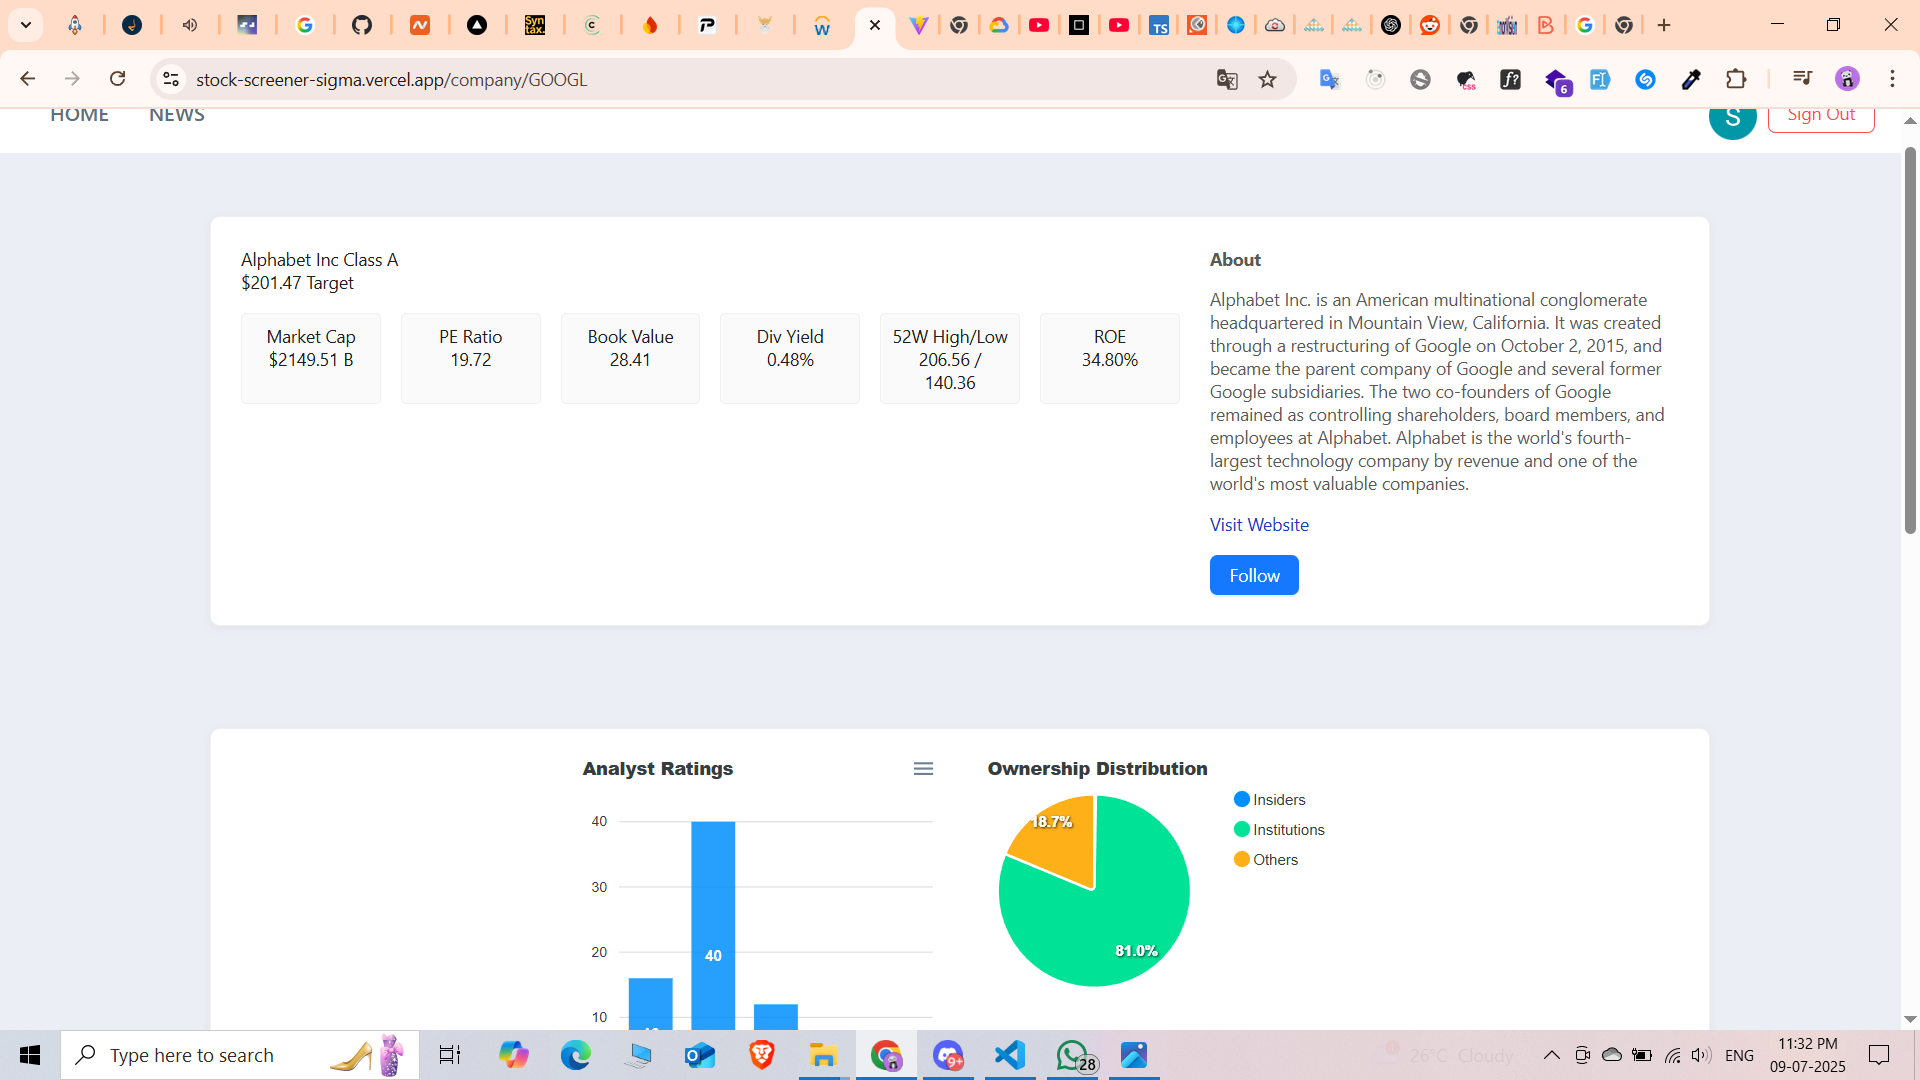 Syn
tax.
TS
stock-screener-sigma.vercel.app/company/GOOGL
6
HOME
NEWS
S
Sign Out
Alphabet Inc Class A
$201.47 Target
Market Cap
$2149.51 B
PE Ratio
19.72
Book Value
28.41
Div Yield
0.48%
52W High/Low
206.56 /
140.36
ROE
34.80%
About
Alphabet Inc. is an American multinational conglomerate
headquartered in Mountain View, California. It was created
through a restructuring of Google on October 2, 2015, and
became the parent company of Google and several former
Google subsidiaries. The two co-founders of Google
remained as controlling shareholders, board members, and
employees at Alphabet. Alphabet is the world's fourth-
largest technology company by revenue and one of the
world's most valuable companies.
Visit Website
Follow
Analyst Ratings
40
30
20
10
40
Ownership Distribution
18.7%
81.0%
Insiders
Institutions
Others
Type here to search
9+
28
26°C Cloudy
ENG
11:32 PM
09-07-2025